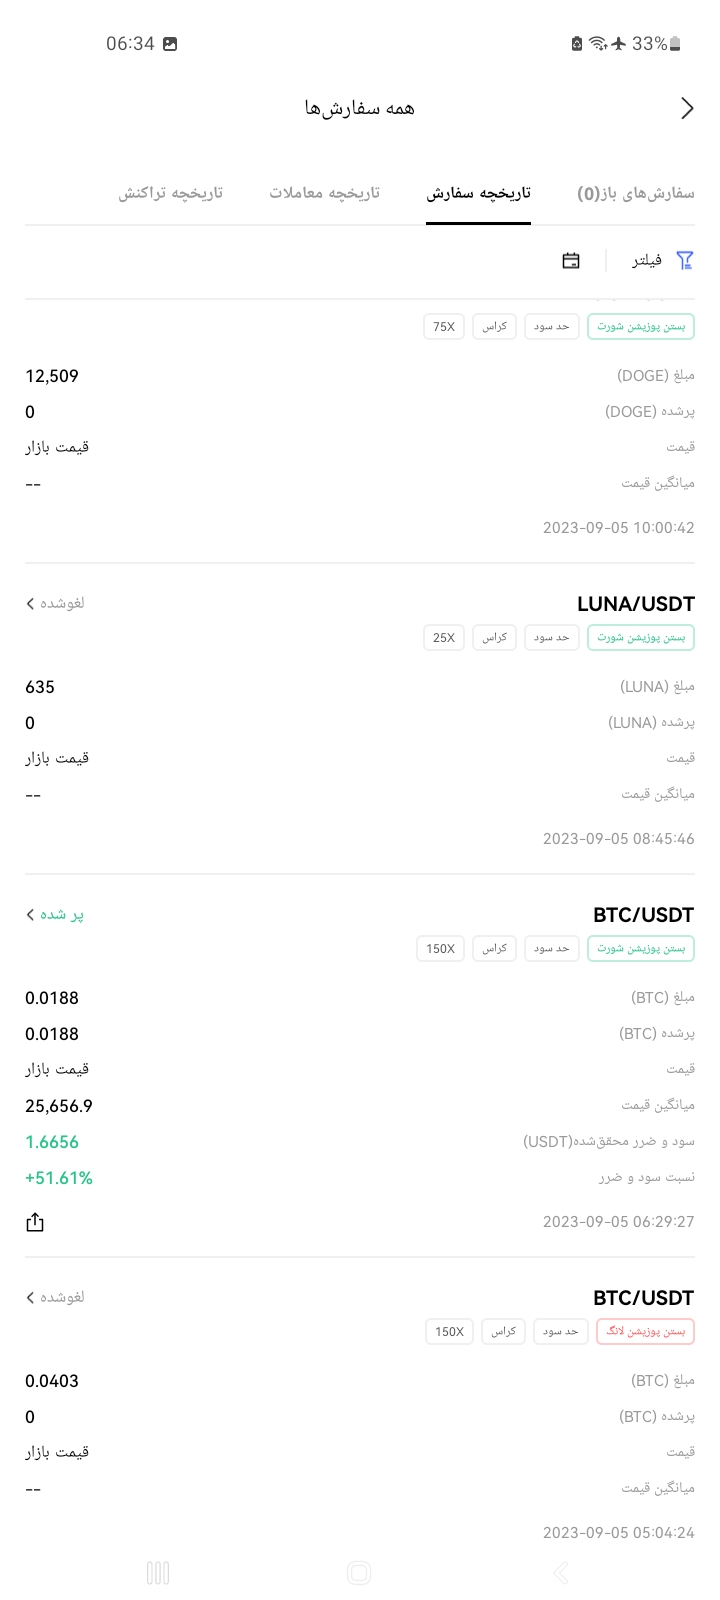 06:34
33%
همه سفارش‌ها
سفارش‌های باز(0) تاریخچه سفارش تاریخچه معاملات تاریخچه تراکنش
فیلتر
بستن پوزیشن شورت حد سود کراس 75X
مبلغ (DOGE) 12,509
پرشده (DOGE) 0
قیمت قیمت بازار
میانگین قیمت --
2023-09-05 10:00:42
LUNA/USDT لغوشده
بستن پوزیشن شورت حد سود کراس 25X
مبلغ (LUNA) 635
پرشده (LUNA) 0
قیمت قیمت بازار
میانگین قیمت --
2023-09-05 08:45:46
BTC/USDT پر شده
بستن پوزیشن شورت حد سود کراس 150X
مبلغ (BTC) 0.0188
پرشده (BTC) 0.0188
قیمت قیمت بازار
میانگین قیمت 25,656.9
سود و ضرر محقق‌شده(USDT) 1.6656
نسبت سود و ضرر +51.61%
2023-09-05 06:29:27
BTC/USDT لغوشده
بستن پوزیشن لانگ حد سود کراس 150X
مبلغ (BTC) 0.0403
پرشده (BTC) 0
قیمت قیمت بازار
میانگین قیمت --
2023-09-05 05:04:24